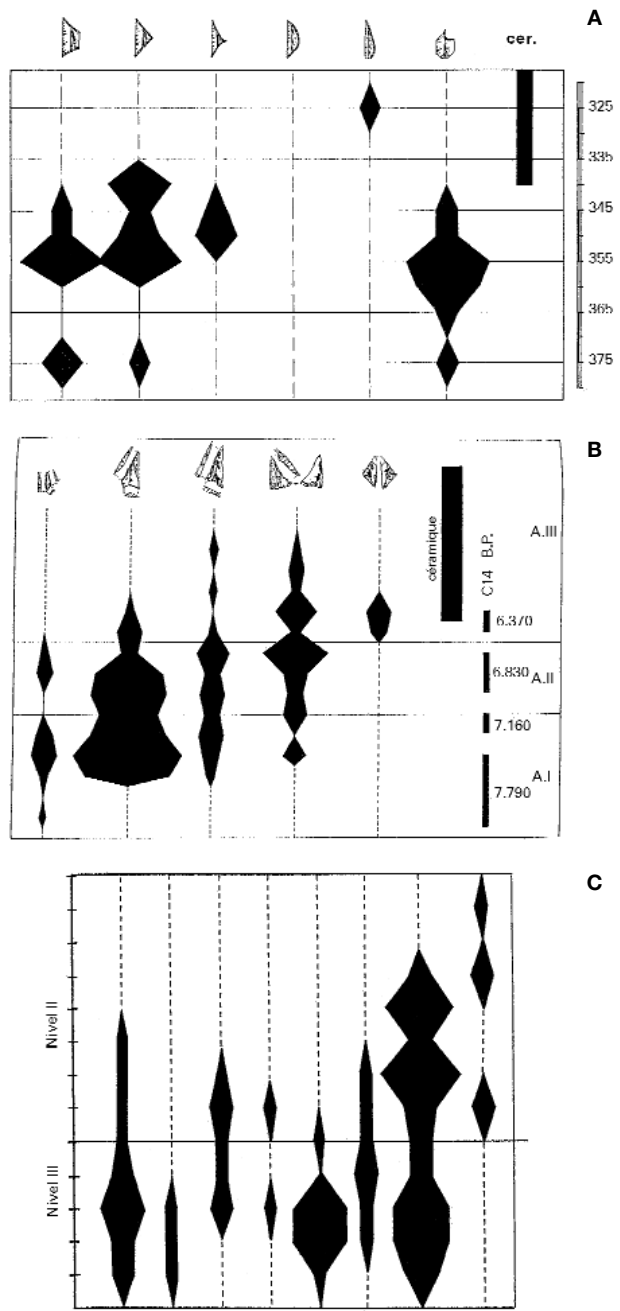 A
cer.
325
335
345
355
365
375
B
céramique
C14 B.P.
A.III
6.370
6.830
A.II
7.160
A.I
7.790
C
Nivel II
Nivel III